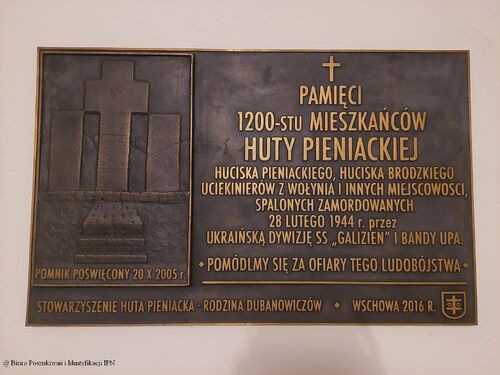 PAMIĘCI
1200-STU MIESZKAŃCÓW
HUTY PIENIACKIEJ
HUCISKA PIENIACKIEGO, HUCISKA BRODZKIEGO
UCIEKINIERÓW Z WOŁYNIA I INNYCH MIEJSCOWOŚCI,
SPALONYCH ZAMORDOWANYCH
28 LUTEGO 1944 r. przez
UKRAIŃSKĄ DYWIZJĘ SS „GALIZIEN” I BANDY UPA.
• POMÓDLMY SIĘ ZA OFIARY TEGO LUDOBÓJSTWA •
POMNIK POŚWIĘCONY 20 X 2005 r.
STOWARZYSZENIE HUTA PIENIACKA - RODZINA DUBANOWICZÓW • WSCHOWA 2016 R.
@ Biuro Poszukiwań i Identyfikacji IPN